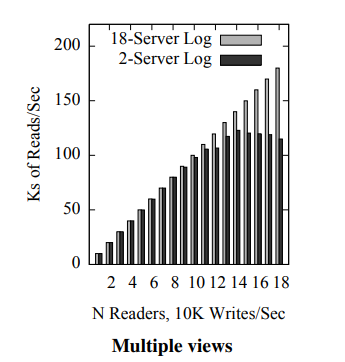 18-Server Log
2-Server Log
Ks of Reads/Sec
200
150
100
50
0
2 4 6 8 10 12 14 16 18
N Readers, 10K Writes/Sec
Multiple views